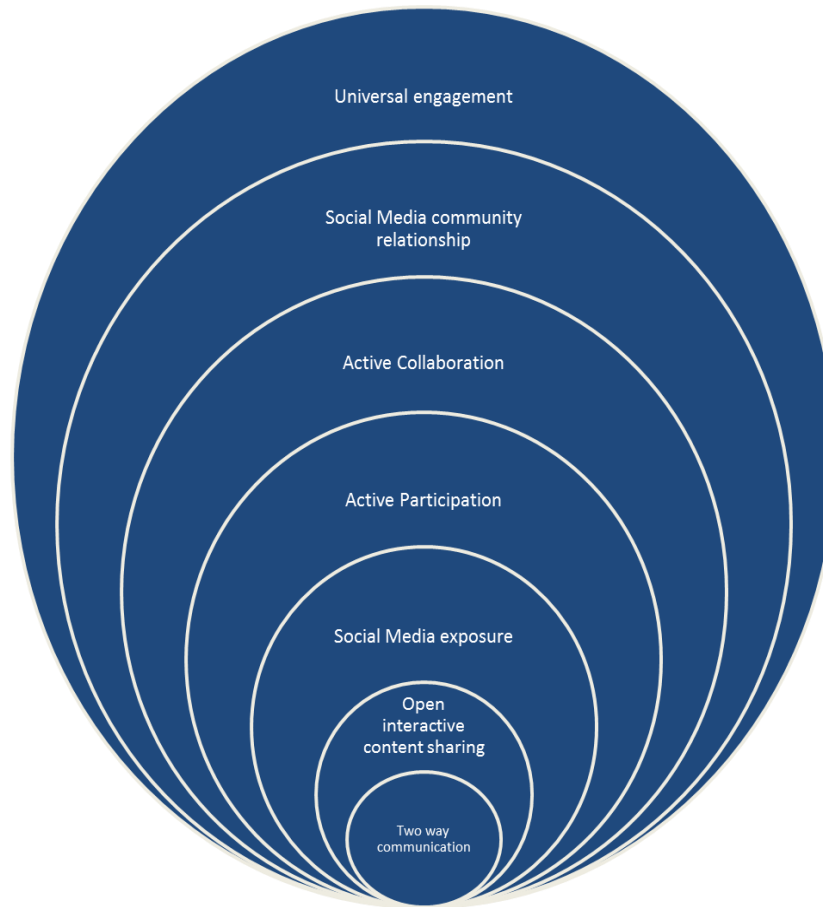 Universal engagement
Social Media community
relationship
Active Collaboration
Active Participation
Social Media exposure
Open
interactive
content sharing
Two way
communication